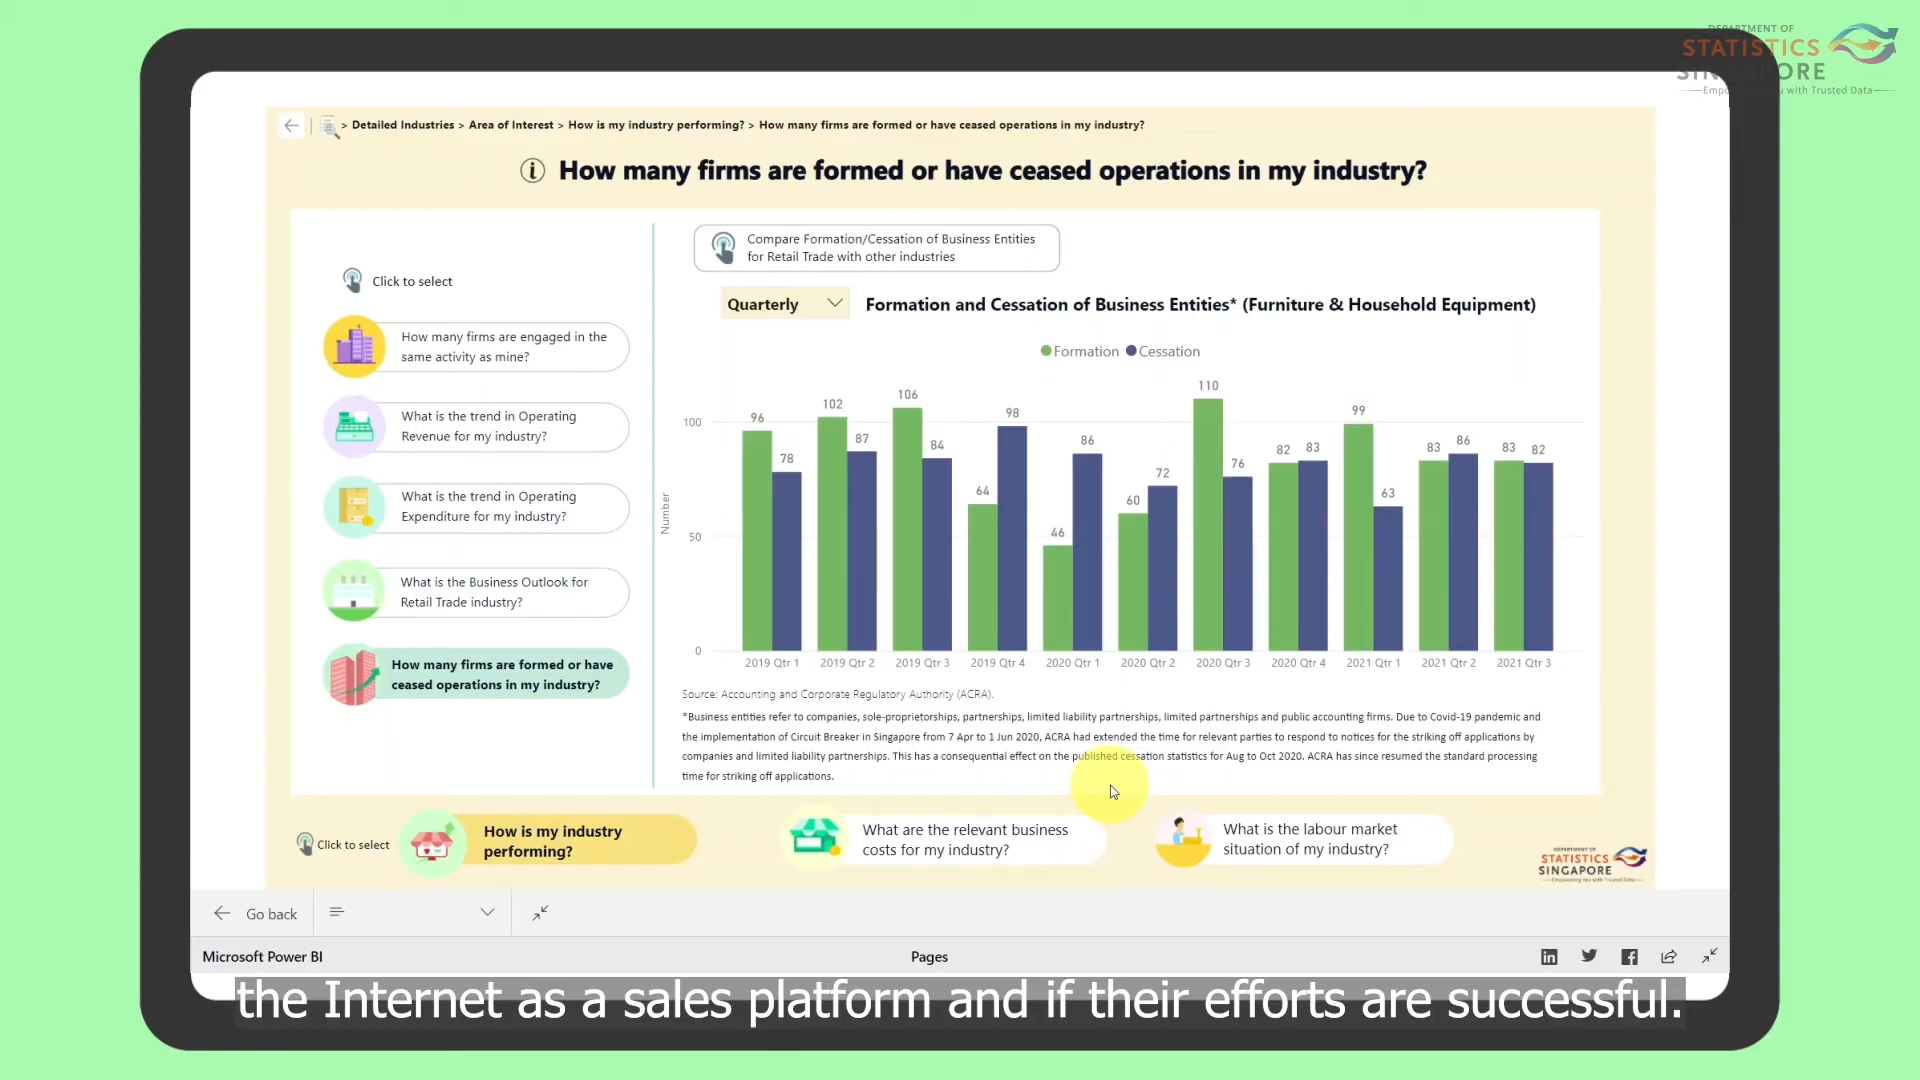 DEPARTMENT OF
STATISTICS
SINGAPORE
Empowering You with Trusted Data
> Detailed Industries > Area of Interest > How is my industry performing? > How many firms are formed or have ceased operations in my industry?
How many firms are formed or have ceased operations in my industry?
Click to select
How many firms are engaged in the
same activity as mine?
What is the trend in Operating
Revenue for my industry?
What is the trend in Operating
Expenditure for my industry?
What is the Business Outlook for
Retail Trade industry?
How many firms are formed or have
ceased operations in my industry?
Compare Formation/Cessation of Business Entities
for Retail Trade with other industries
Quarterly
Formation and Cessation of Business Entities* (Furniture & Household Equipment)
Formation Cessation
Number
100
50
0
96 78 102 87 106 84 64 98 46 86 60 72 110 76 82 83 99 63 83 86 83 82
2019 Qtr 1 2019 Qtr 2 2019 Qtr 3 2019 Qtr 4 2020 Qtr 1 2020 Qtr 2 2020 Qtr 3 2020 Qtr 4 2021 Qtr 1 2021 Qtr 2 2021 Qtr 3
Source: Accounting and Corporate Regulatory Authority (ACRA).
*Business entities refer to companies, sole-proprietorships, partnerships, limited liability partnerships, limited partnerships and public accounting firms. Due to Covid-19 pandemic and
the implementation of Circuit Breaker in Singapore from 7 Apr to 1 Jun 2020, ACRA had extended the time for relevant parties to respond to notices for the striking off applications by
companies and limited liability partnerships. This has a consequential effect on the published cessation statistics for Aug to Oct 2020. ACRA has since resumed the standard processing
time for striking off applications.
Click to select
How is my industry
performing?
What are the relevant business
costs for my industry?
What is the labour market
situation of my industry?
DEPARTMENT OF
STATISTICS
SINGAPORE
Empowering You with Trusted Data
Go back
Microsoft Power BI
Pages
the Internet as a sales platform and if their efforts are successful.